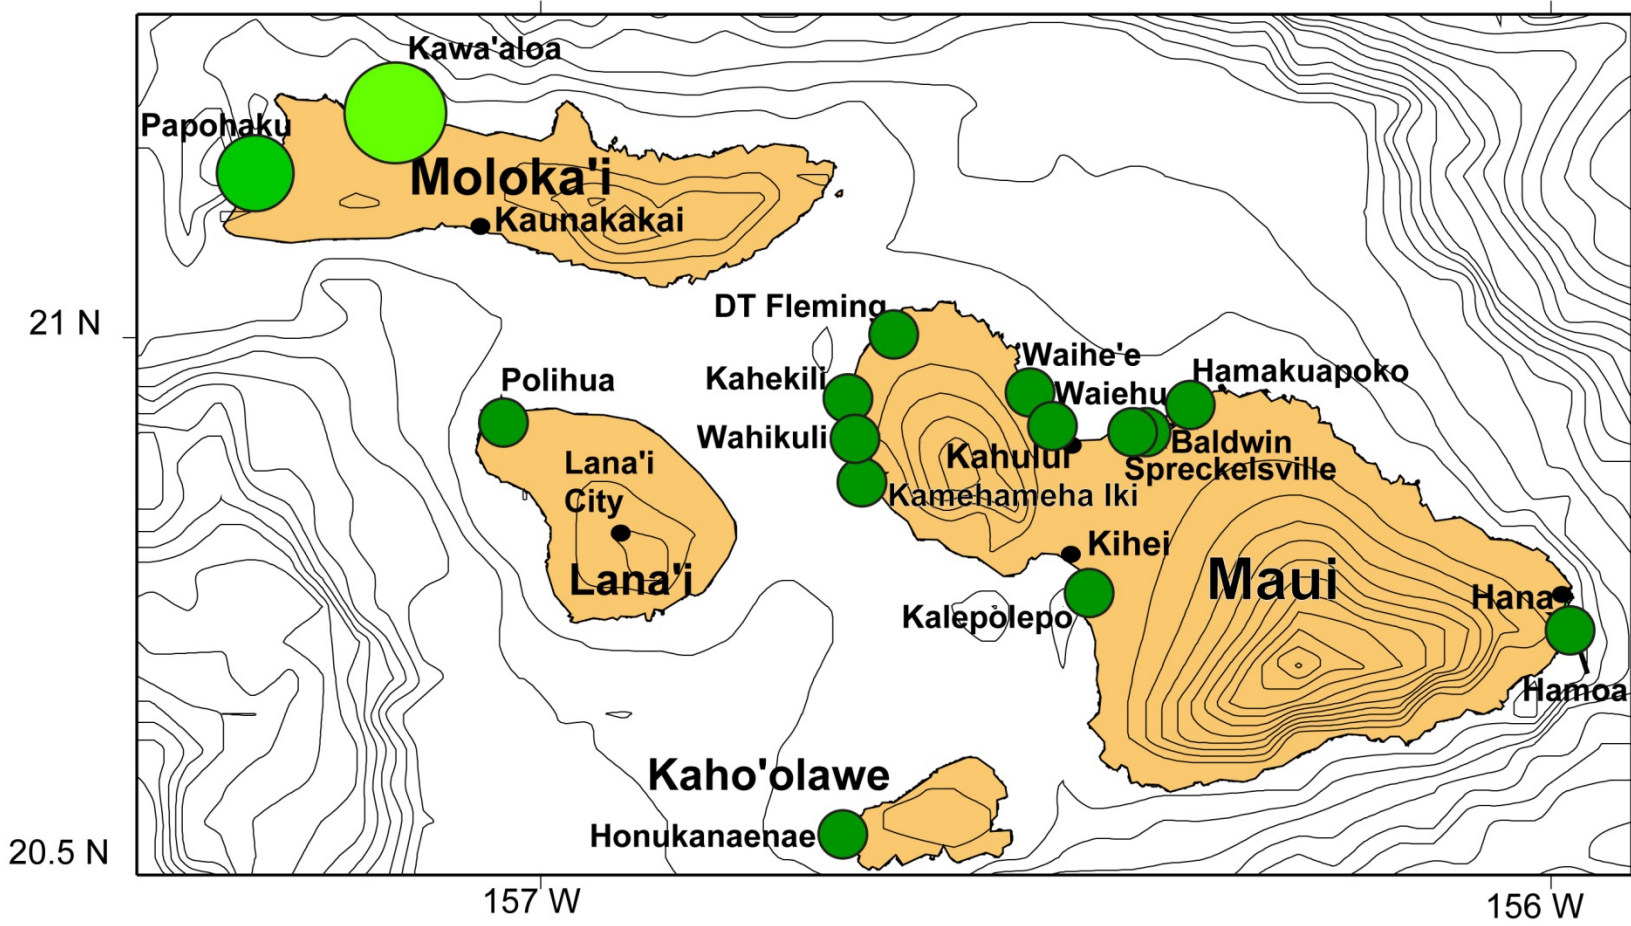 Kawa'aloa
Papohaku
Moloka'i
Kaunakakai
DT Fleming
21 N
Waihe'e
Hamakuapoko
Kahekili
Polihua
Waiehu
Wahikuli
Baldwin
Kahului
Lana'i
City
Spreckelsville
Kamehameha Iki
Kihei
Lana'i
Maui
Hana
Kalepolepo
Hamoa
Kaho'olawe
Honukanaenae
20.5 N
157 W
156 W